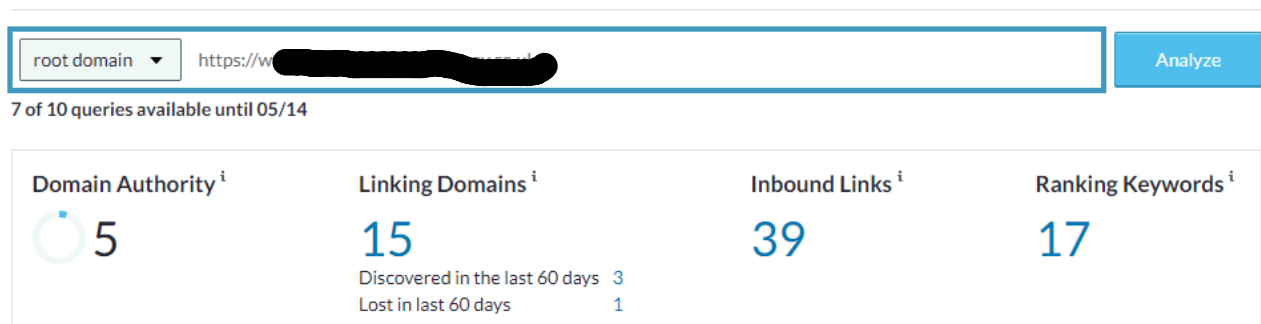 root domain https://w
Analyze
7 of 10 queries available until 05/14
Domain Authority i
Linking Domains i
Inbound Links i
Ranking Keywords i
5
15
39
17
Discovered in the last 60 days 3
Lost in last 60 days 1